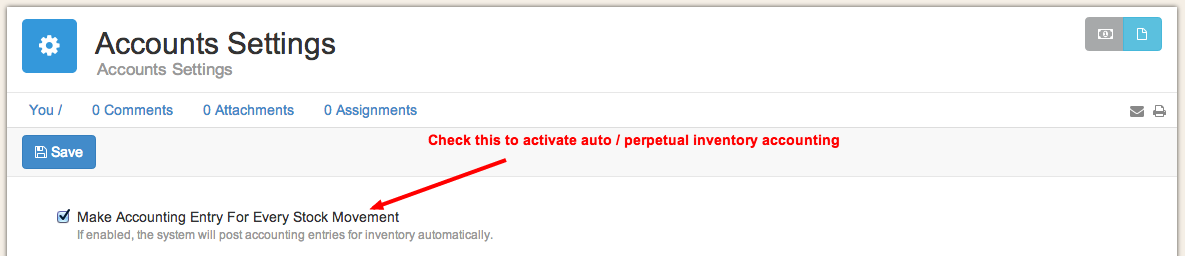 Accounts Settings
Accounts Settings
You /
0 Comments
0 Attachments
0 Assignments
Check this to activate auto / perpetual inventory accounting
Save
Make Accounting Entry For Every Stock Movement
If enabled, the system will post accounting entries for inventory automatically.